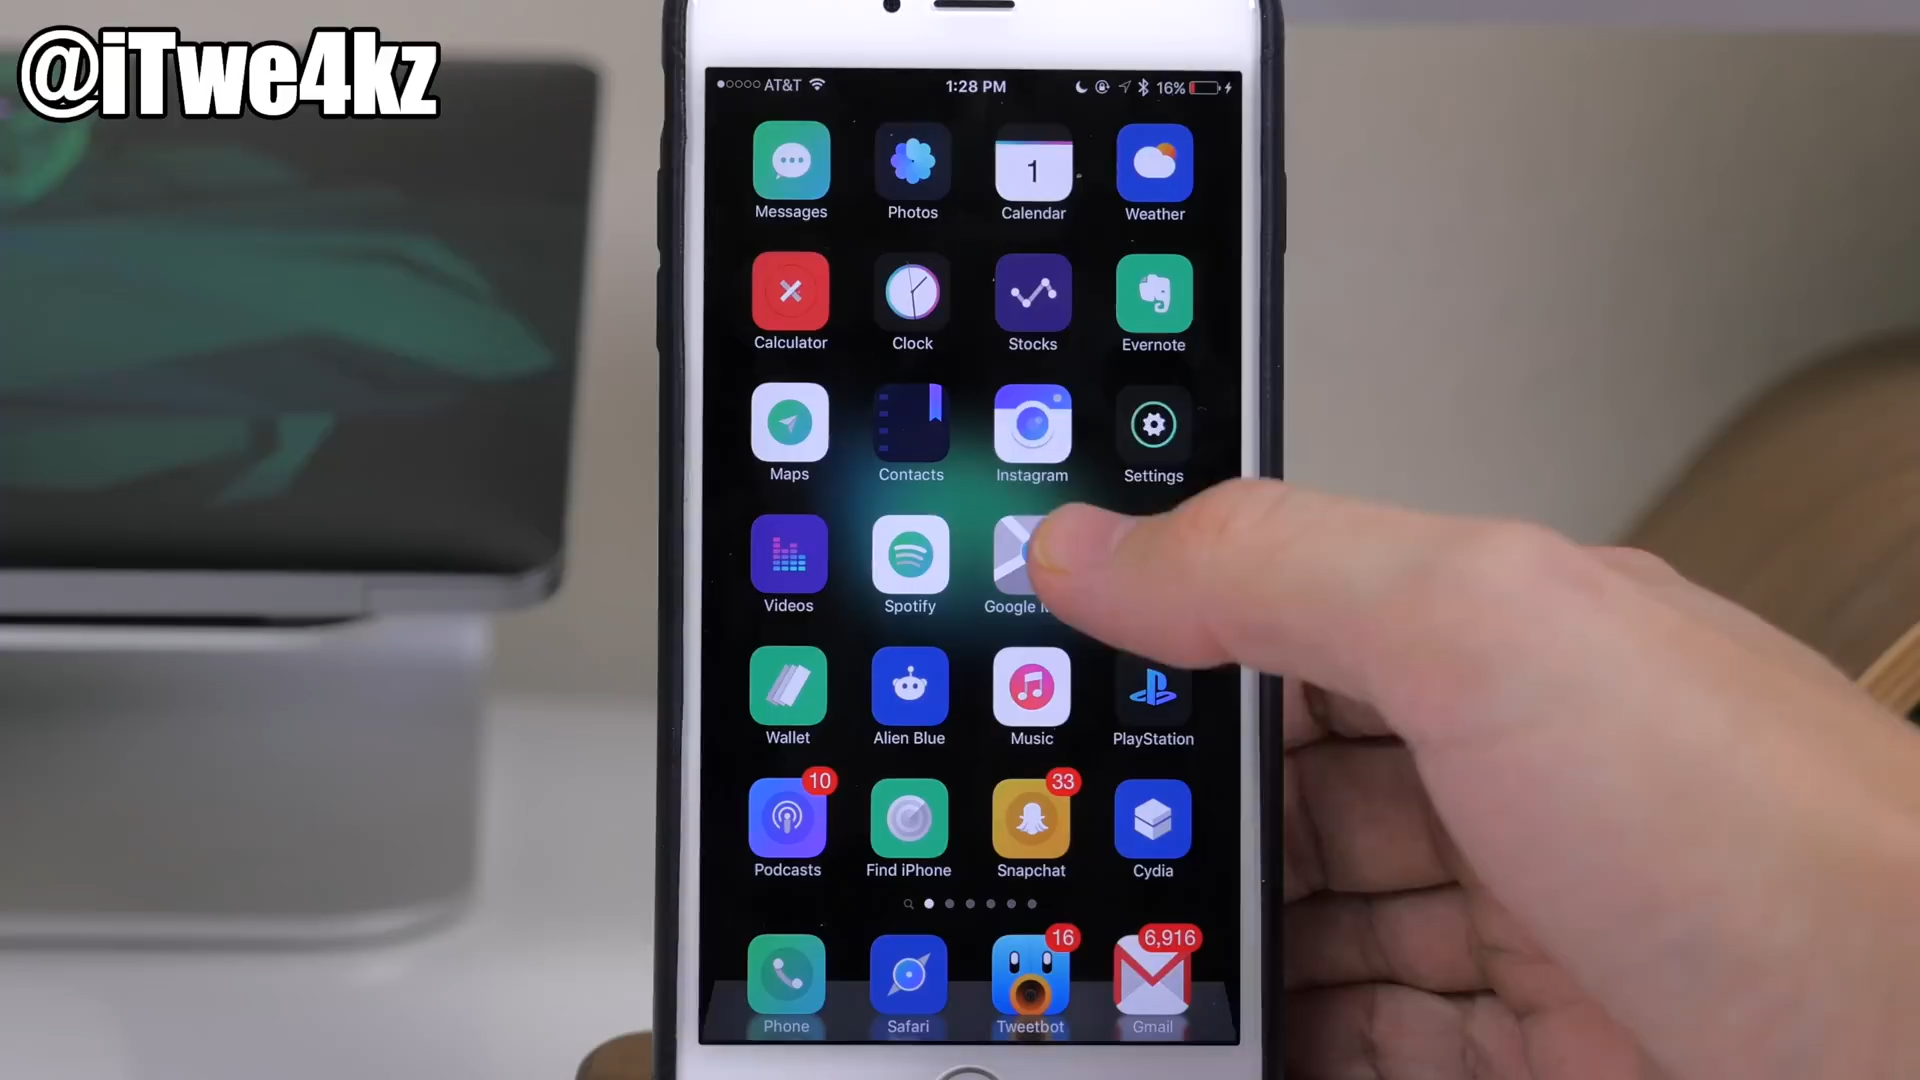 @iTwe4kz
AT&T 1:28 PM 16%
Messages Photos Calendar Weather
1
Calculator Clock Stocks Evernote
Maps Contacts Instagram Settings
Videos Spotify Google
Wallet Alien Blue Music PlayStation
10 33
Podcasts Find iPhone Snapchat Cydia
16 6,916
Phone Safari Tweetbot Gmail